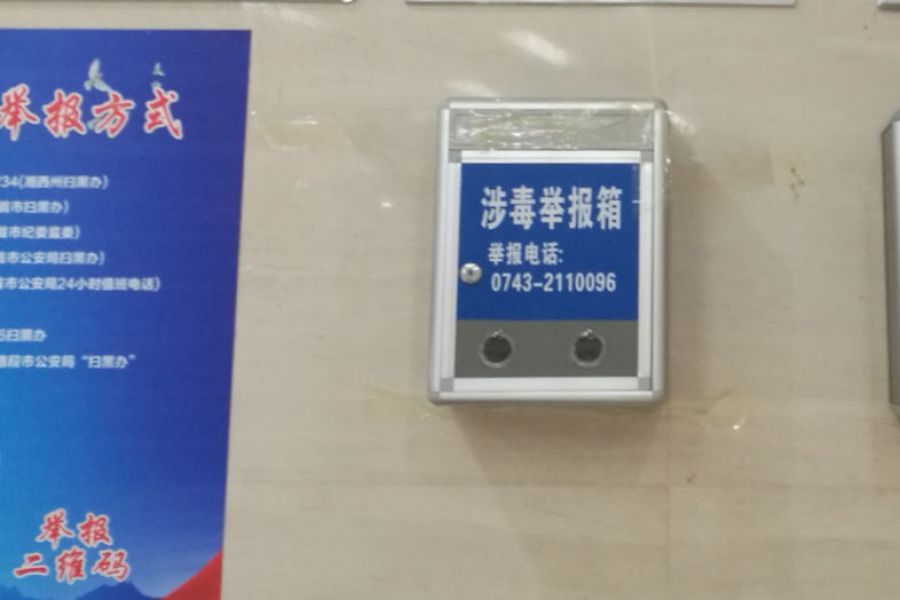 举报方式
34(湘西州扫黑办)
首市扫黑办)
首市纪委监委)
首市公安局扫黑办)
首市公安局24小时值班电话)
扫黑办
市公安局“扫黑办”
举报
二维码
涉毒举报箱
举报电话:
0743-2110096